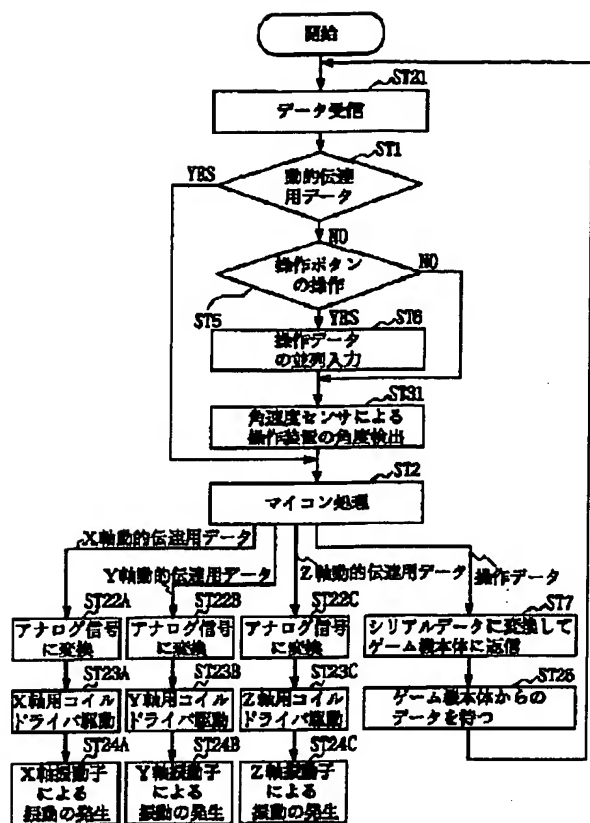 開始
ST21
データ受信
ST1
YES
動的伝達
用データ
NO
操作ボタン
の操作
NO
ST5
YES
ST6
操作データ
の並列入力
ST31
角速度センサによる
操作装置の角度検出
ST2
マイコン処理
X軸動的伝達用データ
Y軸動的伝達用データ
Z軸動的伝達用データ
操作データ
ST22A
ST22B
ST22C
ST7
アナログ信号
に変換
アナログ信号
に変換
アナログ信号
に変換
シリアルデータに変換して
ゲーム機本体に返信
ST23A
ST23B
ST23C
ST26
X軸用コイル
ドライバ駆動
Y軸用コイル
ドライバ駆動
Z軸用コイル
ドライバ駆動
ゲーム機本体からの
データを待つ
ST24A
ST24B
ST24C
X軸振動子
による
振動の発生
Y軸振動子
による
振動の発生
Z軸振動子
による
振動の発生